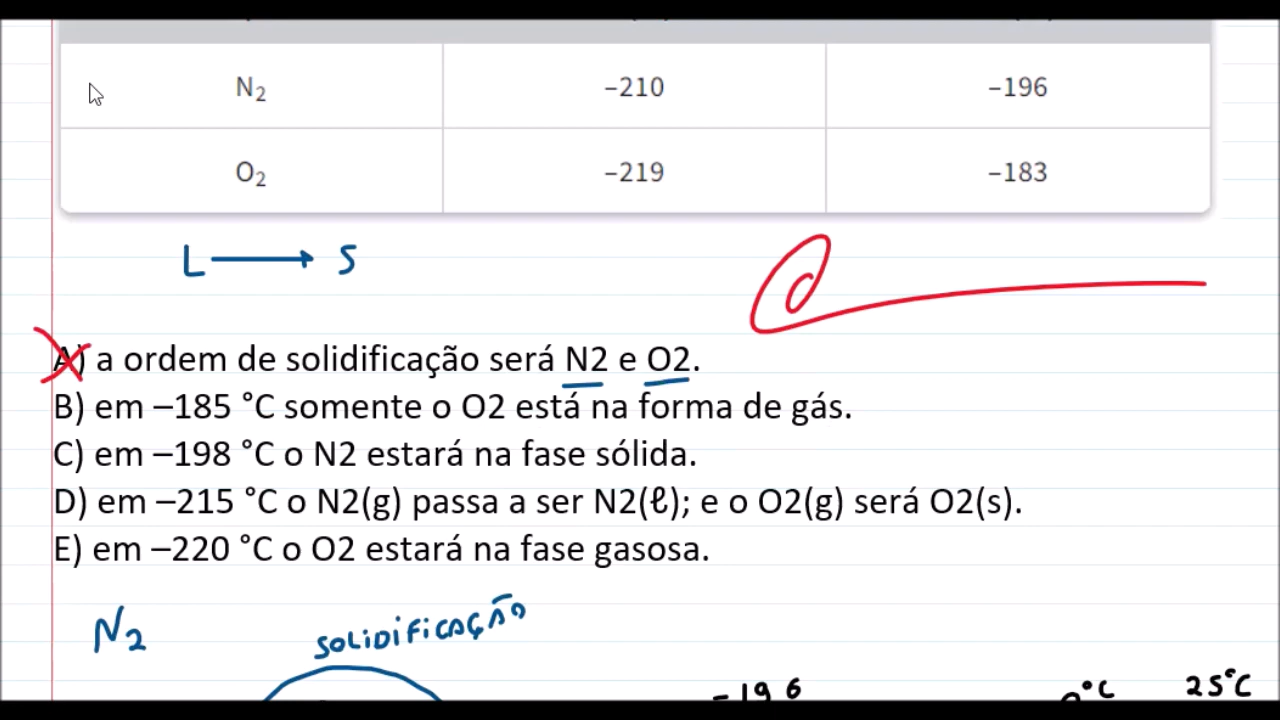 N₂ –210 –196
O₂ –219 –183
L → S
A) a ordem de solidificação será N2 e O2.
B) em –185 °C somente o O2 está na forma de gás.
C) em –198 °C o N2 estará na fase sólida.
D) em –215 °C o N2(g) passa a ser N2(ℓ); e o O2(g) será O2(s).
E) em –220 °C o O2 estará na fase gasosa.
N₂ SOLIDIFICAÇÃO
-196 °C 25°C